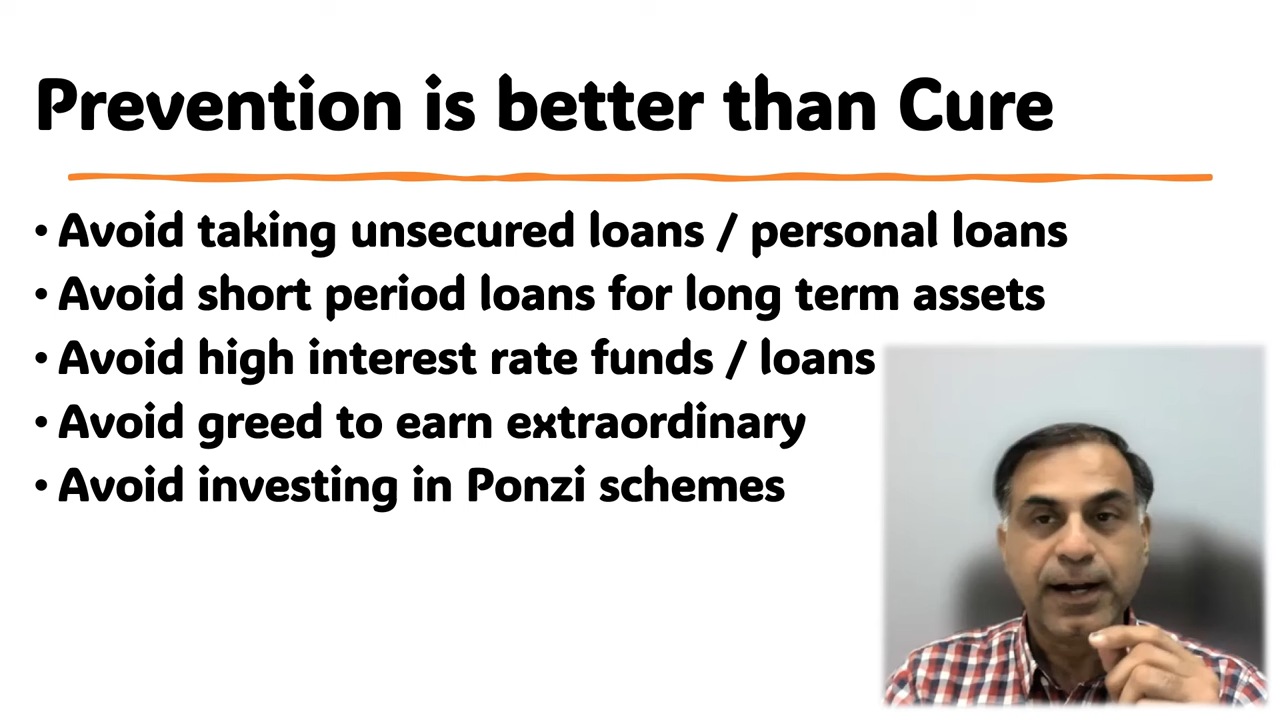 Prevention is better than Cure
• Avoid taking unsecured loans / personal loans
• Avoid short period loans for long term assets
• Avoid high interest rate funds / loans
• Avoid greed to earn extraordinary
• Avoid investing in Ponzi schemes